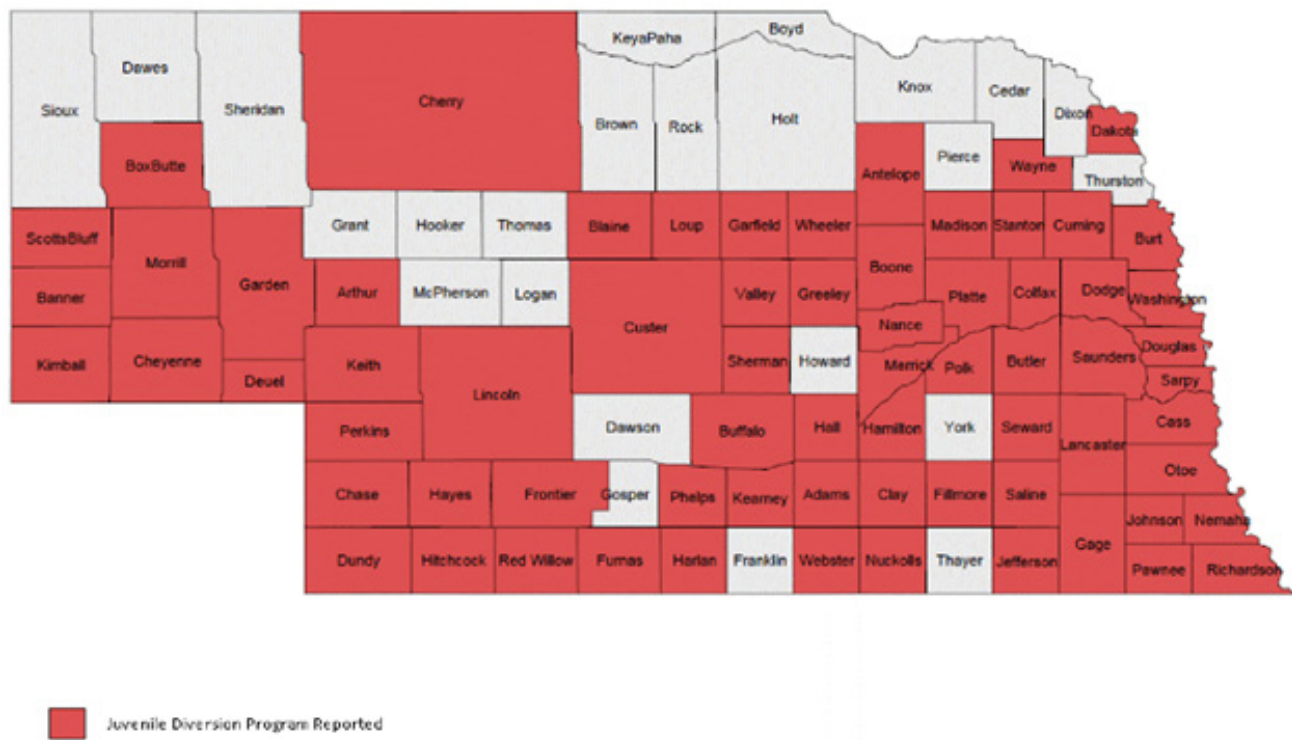 KeyaPaha Boyd
Dawes Knox Cedar
Sioux Sheridan Cherry Brown Rock Holt Dixon Dakota
BoxButte Antelope Pierce Wayne Thurston
Grant Hooker Thomas Blaine Loup Garfield Wheeler Madison Stanton Cuming Burt
ScottsBluff Morrill Garden Boone
Banner Arthur McPherson Logan Custer Valley Greeley Platte Colfax Dodge Washington
Nance
Kimball Cheyenne Deuel Keith Lincoln Sherman Howard Merrick Polk Butler Saunders Douglas
Sarpy
Perkins Dawson Buffalo Hall Hamilton York Seward Lancaster Cass
Otoe
Chase Hayes Frontier Gosper Phelps Kearney Adams Clay Fillmore Saline
Johnson Nemaha
Dundy Hitchcock Red Willow Furnas Harlan Franklin Webster Nuckolls Thayer Jefferson Gage Pawnee Richardson
Juvenile Diversion Program Reported